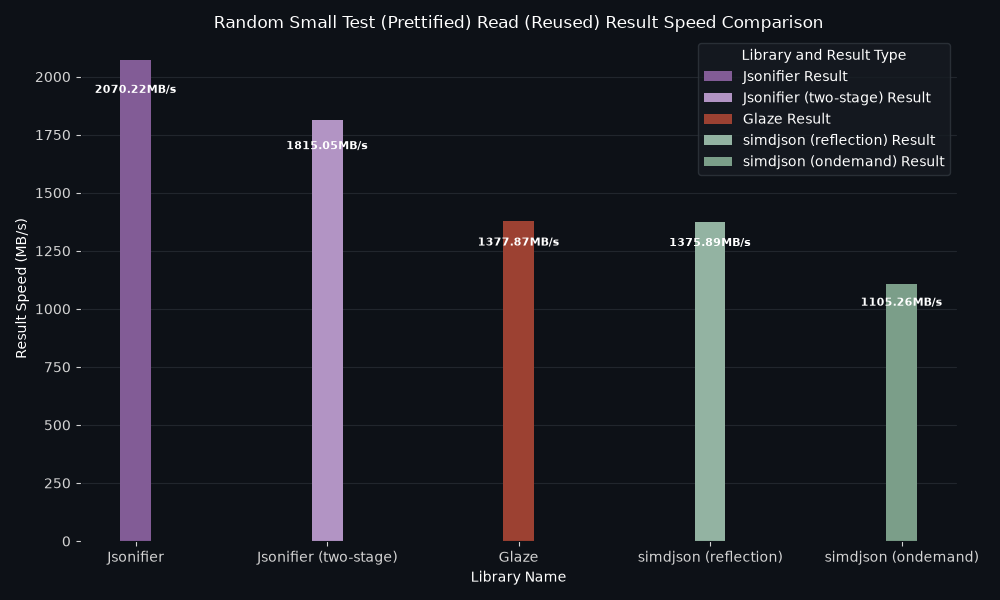 Random Small Test (Prettified) Read (Reused) Result Speed Comparison
Library and Result Type
Jsonifier Result
Jsonifier (two-stage) Result
Glaze Result
simdjson (reflection) Result
simdjson (ondemand) Result
2070.22MB/s
1815.05MB/s
1377.87MB/s
1375.89MB/s
1105.26MB/s
Result Speed (MB/s)
2000
1750
1500
1250
1000
750
500
250
0
Jsonifier
Jsonifier (two-stage)
Glaze
simdjson (reflection)
simdjson (ondemand)
Library Name